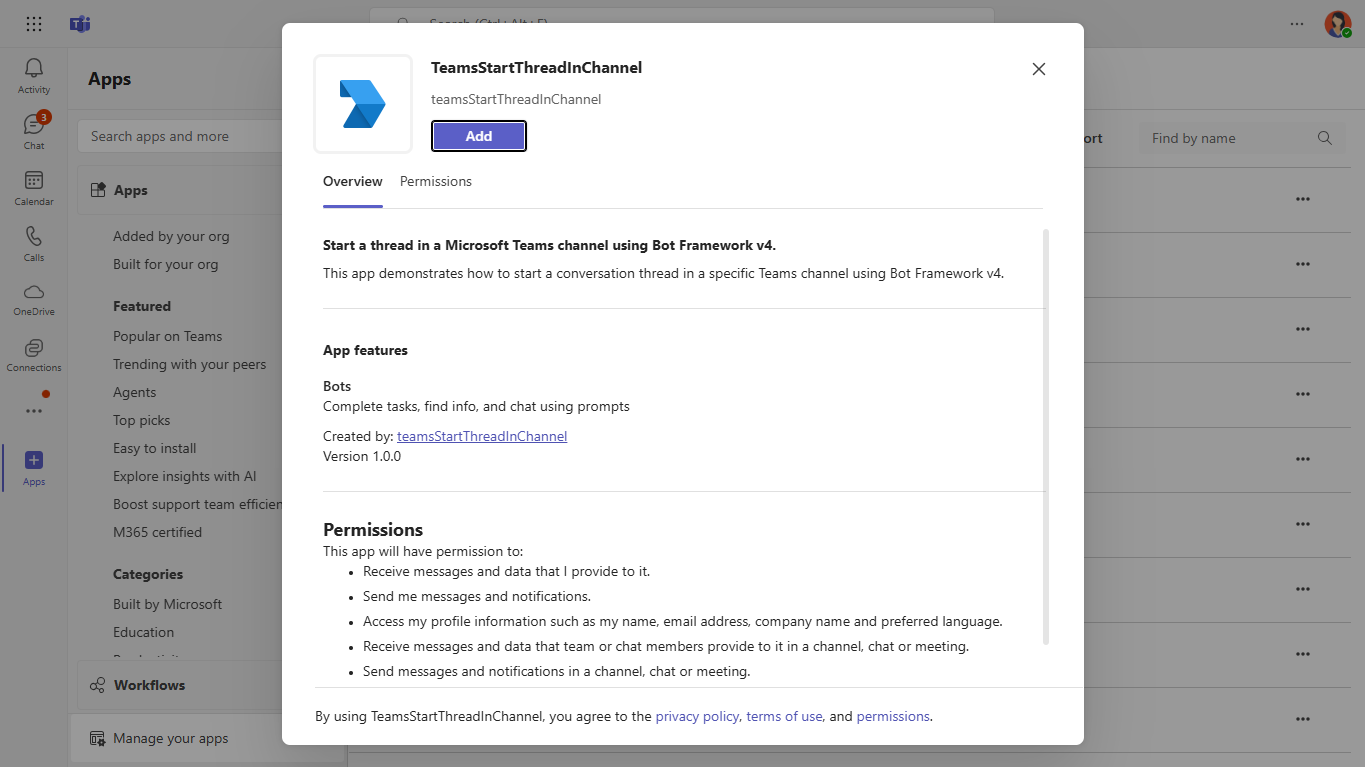 Search (Ctrl+Alt+E)
Activity
3
Chat
Calendar
Calls
OneDrive
Connections
Apps
Apps
Search apps and more
Apps
Added by your org
Built for your org
Featured
Popular on Teams
Trending with your peers
Agents
Top picks
Easy to install
Explore insights with AI
Boost support team efficien
M365 certified
Categories
Built by Microsoft
Education
Workflows
Manage your apps
TeamsStartThreadInChannel
teamsStartThreadInChannel
Add
Overview Permissions
Start a thread in a Microsoft Teams channel using Bot Framework v4.
This app demonstrates how to start a conversation thread in a specific Teams channel using Bot Framework v4.
App features
Bots
Complete tasks, find info, and chat using prompts
Created by: teamsStartThreadInChannel
Version 1.0.0
Permissions
This app will have permission to:
• Receive messages and data that I provide to it.
• Send me messages and notifications.
• Access my profile information such as my name, email address, company name and preferred language.
• Receive messages and data that team or chat members provide to it in a channel, chat or meeting.
• Send messages and notifications in a channel, chat or meeting.
By using TeamsStartThreadInChannel, you agree to the privacy policy, terms of use, and permissions.
ort
Find by name